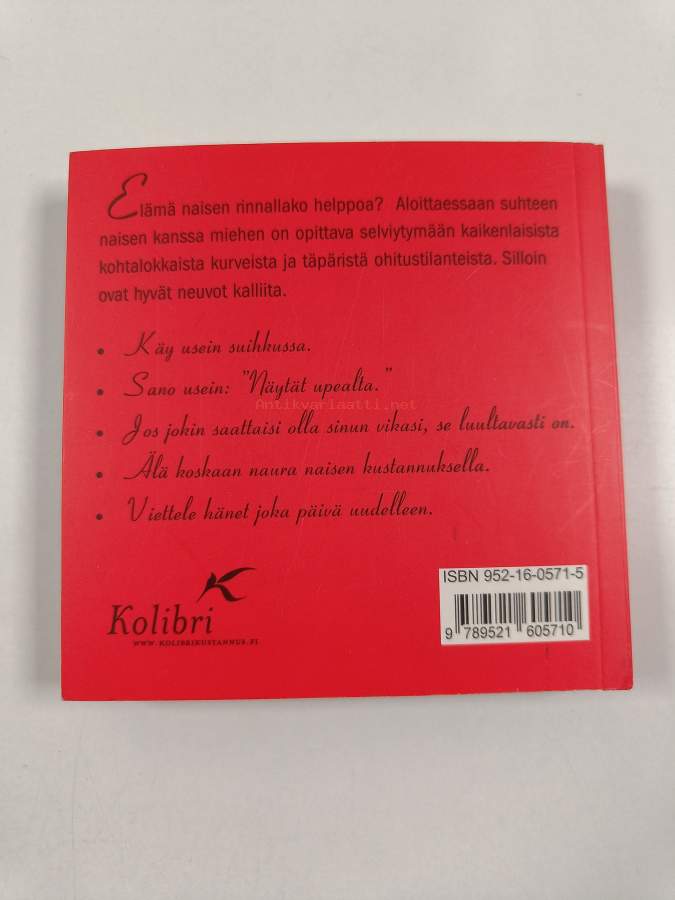 Elämä naisen rinnallako helppoa? Aloittaessaan suhteen
naisen kanssa miehen on opittava selviytymään kaikenlaisista
kohtalokkaista kurveista ja täpäristä ohitustilanteista. Silloin
ovat hyvät neuvot kalliita.
• Käy usein suihkussa.
• Sano usein: "Näytät upealta."
Antikvariaatti.net
• Jos jokin saattaisi olla sinun vikasi, se luultavasti on.
• Älä koskaan naura naisen kustannuksella.
• Viettele hänet joka päivä uudelleen.
Kolibri
WWW.KOLIBRIKUSTANNUS.FI
ISBN 952-16-0571-5
9 789521 605710